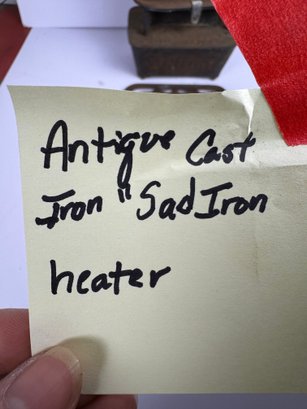 Antique Cast
Iron "Sad Iron
heater